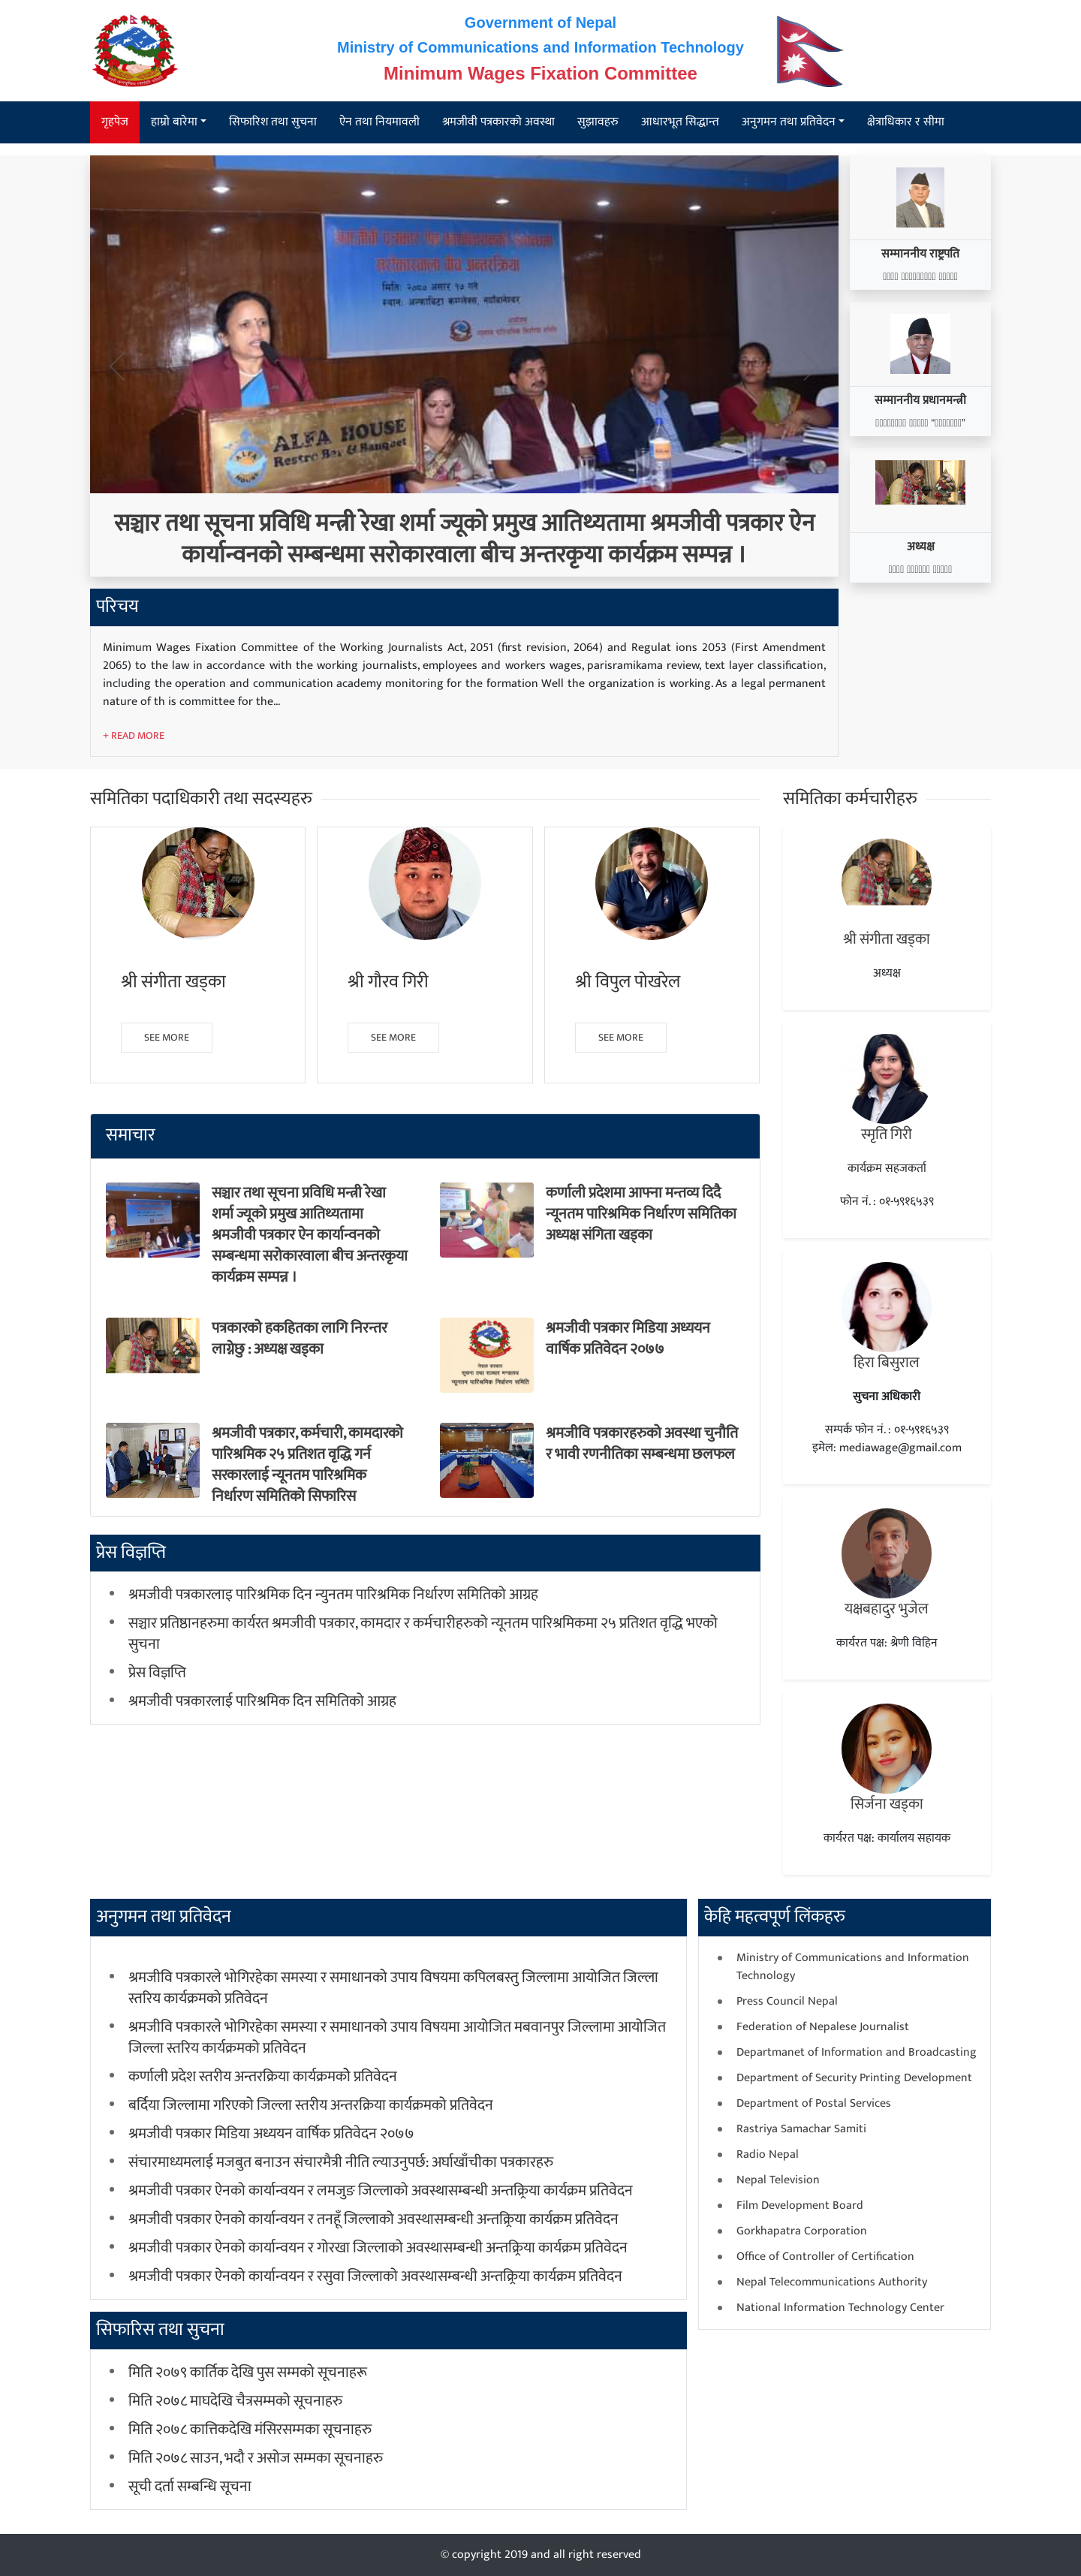 Government of Nepal
Ministry of Communications and Information Technology
Minimum Wages Fixation Committee
गृहपेज हाम्रो बारेमा सिफारिश तथा सुचना ऐन तथा नियमावली श्रमजीवी पत्रकारको अवस्था सुझावहरु आधारभूत सिद्धान्त अनुगमन तथा प्रतिवेदन क्षेत्राधिकार र सीमा
ALFA HOUSE
सम्माननीय राष्ट्रपति
सम्माननीय प्रधानमन्त्री
अध्यक्ष
सञ्चार तथा सूचना प्रविधि मन्त्री रेखा शर्मा ज्यूको प्रमुख आतिथ्यतामा श्रमजीवी पत्रकार ऐन
कार्यान्वनको सम्बन्धमा सरोकारवाला बीच अन्तरकृया कार्यक्रम सम्पन्न ।
परिचय
Minimum Wages Fixation Committee of the Working Journalists Act, 2051 (first revision, 2064) and Regulat ions 2053 (First Amendment
2065) to the law in accordance with the working journalists, employees and workers wages, parisramikama review, text layer classification,
including the operation and communication academy monitoring for the formation Well the organization is working. As a legal permanent
nature of th is committee for the...
+ READ MORE
समितिका पदाधिकारी तथा सदस्यहरु
श्री संगीता खड्का
SEE MORE
श्री गौरव गिरी
SEE MORE
श्री विपुल पोखरेल
SEE MORE
समाचार
सञ्चार तथा सूचना प्रविधि मन्त्री रेखा
शर्मा ज्यूको प्रमुख आतिथ्यतामा
श्रमजीवी पत्रकार ऐन कार्यान्वनको
सम्बन्धमा सरोकारवाला बीच अन्तरकृया
कार्यक्रम सम्पन्न ।
कर्णाली प्रदेशमा आफ्ना मन्तव्य दिदै
न्यूनतम पारिश्रमिक निर्धारण समितिका
अध्यक्ष संगिता खड्का
पत्रकारको हकहितका लागि निरन्तर
लाग्नेछु : अध्यक्ष खड्का
श्रमजीवी पत्रकार मिडिया अध्ययन
वार्षिक प्रतिवेदन २०७७
श्रमजीवी पत्रकार, कर्मचारी, कामदारको
पारिश्रमिक २५ प्रतिशत वृद्धि गर्न
सरकारलाई न्यूनतम पारिश्रमिक
निर्धारण समितिको सिफारिस
श्रमजीवि पत्रकारहरुको अवस्था चुनौति
र भावी रणनीतिका सम्बन्धमा छलफल
प्रेस विज्ञप्ति
श्रमजीवी पत्रकारलाइ पारिश्रमिक दिन न्युनतम पारिश्रमिक निर्धारण समितिको आग्रह
सञ्चार प्रतिष्ठानहरुमा कार्यरत श्रमजीवी पत्रकार, कामदार र कर्मचारीहरुको न्यूनतम पारिश्रमिकमा २५ प्रतिशत वृद्धि भएको
सुचना
प्रेस विज्ञप्ति
श्रमजीवी पत्रकारलाई पारिश्रमिक दिन समितिको आग्रह
समितिका कर्मचारीहरु
श्री संगीता खड्का
अध्यक्ष
स्मृति गिरी
कार्यक्रम सहजकर्ता
फोन नं. : ०१-५९१६५३९
हिरा बिसुराल
सुचना अधिकारी
सम्पर्क फोन नं. : ०१-५९१६५३९
इमेल: mediawage@gmail.com
यक्षबहादुर भुजेल
कार्यरत पक्ष: श्रेणी विहिन
सिर्जना खड्का
कार्यरत पक्ष: कार्यालय सहायक
अनुगमन तथा प्रतिवेदन
श्रमजीवि पत्रकारले भोगिरहेका समस्या र समाधानको उपाय विषयमा कपिलबस्तु जिल्लामा आयोजित जिल्ला
स्तरिय कार्यक्रमको प्रतिवेदन
श्रमजीवि पत्रकारले भोगिरहेका समस्या र समाधानको उपाय विषयमा आयोजित मबवानपुर जिल्लामा आयोजित
जिल्ला स्तरिय कार्यक्रमको प्रतिवेदन
कर्णाली प्रदेश स्तरीय अन्तरक्रिया कार्यक्रमको प्रतिवेदन
बर्दिया जिल्लामा गरिएको जिल्ला स्तरीय अन्तरक्रिया कार्यक्रमको प्रतिवेदन
श्रमजीवी पत्रकार मिडिया अध्ययन वार्षिक प्रतिवेदन २०७७
संचारमाध्यमलाई मजबुत बनाउन संचारमैत्री नीति ल्याउनुपर्छ: अर्घाखाँचीका पत्रकारहरु
श्रमजीवी पत्रकार ऐनको कार्यान्वयन र लमजुङ जिल्लाको अवस्थासम्बन्धी अन्तक्र्रिया कार्यक्रम प्रतिवेदन
श्रमजीवी पत्रकार ऐनको कार्यान्वयन र तनहूँ जिल्लाको अवस्थासम्बन्धी अन्तक्र्रिया कार्यक्रम प्रतिवेदन
श्रमजीवी पत्रकार ऐनको कार्यान्वयन र गोरखा जिल्लाको अवस्थासम्बन्धी अन्तक्र्रिया कार्यक्रम प्रतिवेदन
श्रमजीवी पत्रकार ऐनको कार्यान्वयन र रसुवा जिल्लाको अवस्थासम्बन्धी अन्तक्र्रिया कार्यक्रम प्रतिवेदन
सिफारिस तथा सुचना
मिति २०७९ कार्तिक देखि पुस सम्मको सूचनाहरू
मिति २०७८ माघदेखि चैत्रसम्मको सूचनाहरु
मिति २०७८ कात्तिकदेखि मंसिरसम्मका सूचनाहरु
मिति २०७८ साउन, भदौ र असोज सम्मका सूचनाहरु
सूची दर्ता सम्बन्धि सूचना
केहि महत्वपूर्ण लिंकहरु
Ministry of Communications and Information
Technology
Press Council Nepal
Federation of Nepalese Journalist
Departmanet of Information and Broadcasting
Department of Security Printing Development
Department of Postal Services
Rastriya Samachar Samiti
Radio Nepal
Nepal Television
Film Development Board
Gorkhapatra Corporation
Office of Controller of Certification
Nepal Telecommunications Authority
National Information Technology Center
© copyright 2019 and all right reserved